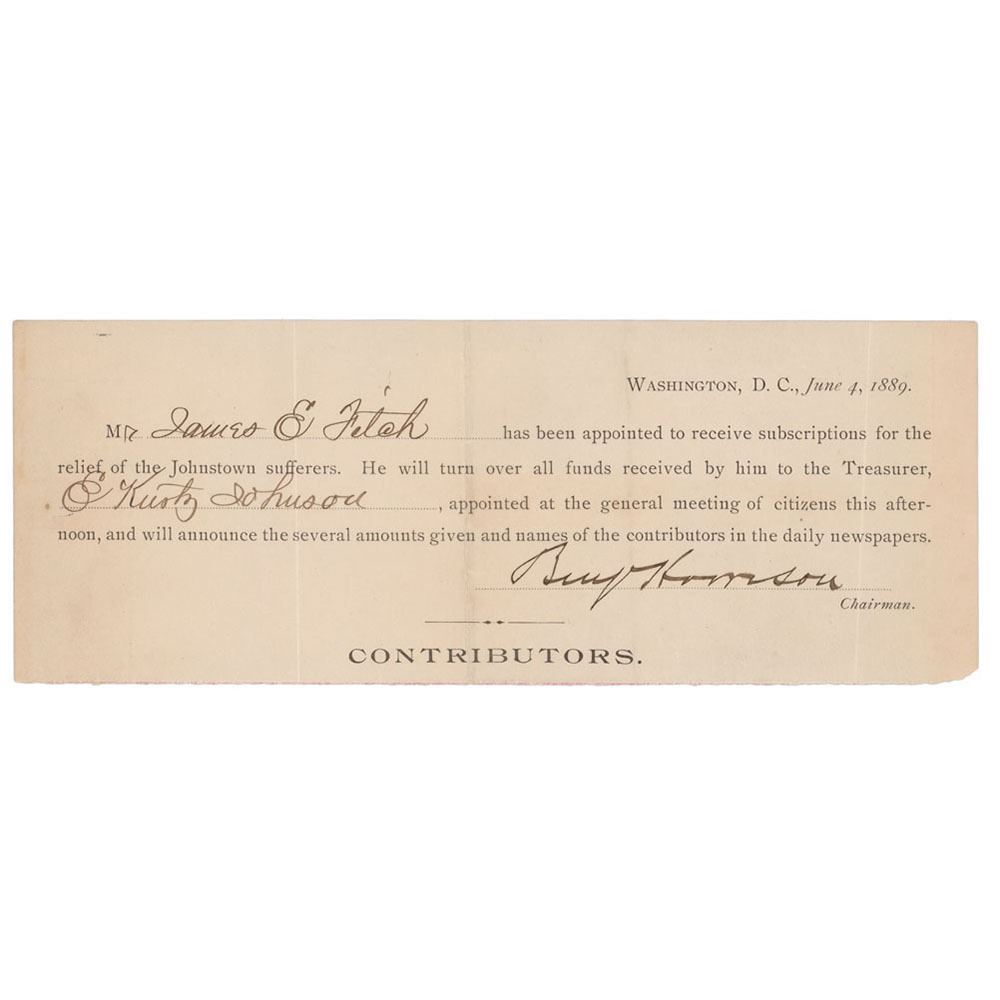 WASHINGTON, D. C., June 4, 1889.
Mr James E Fitch has been appointed to receive subscriptions for the
relief of the Johnstown sufferers. He will turn over all funds received by him to the Treasurer,
E Kurtz Johnson, appointed at the general meeting of citizens this after-
noon, and will announce the several amounts given and names of the contributors in the daily newspapers.
Benj Harrison
Chairman.
CONTRIBUTORS.